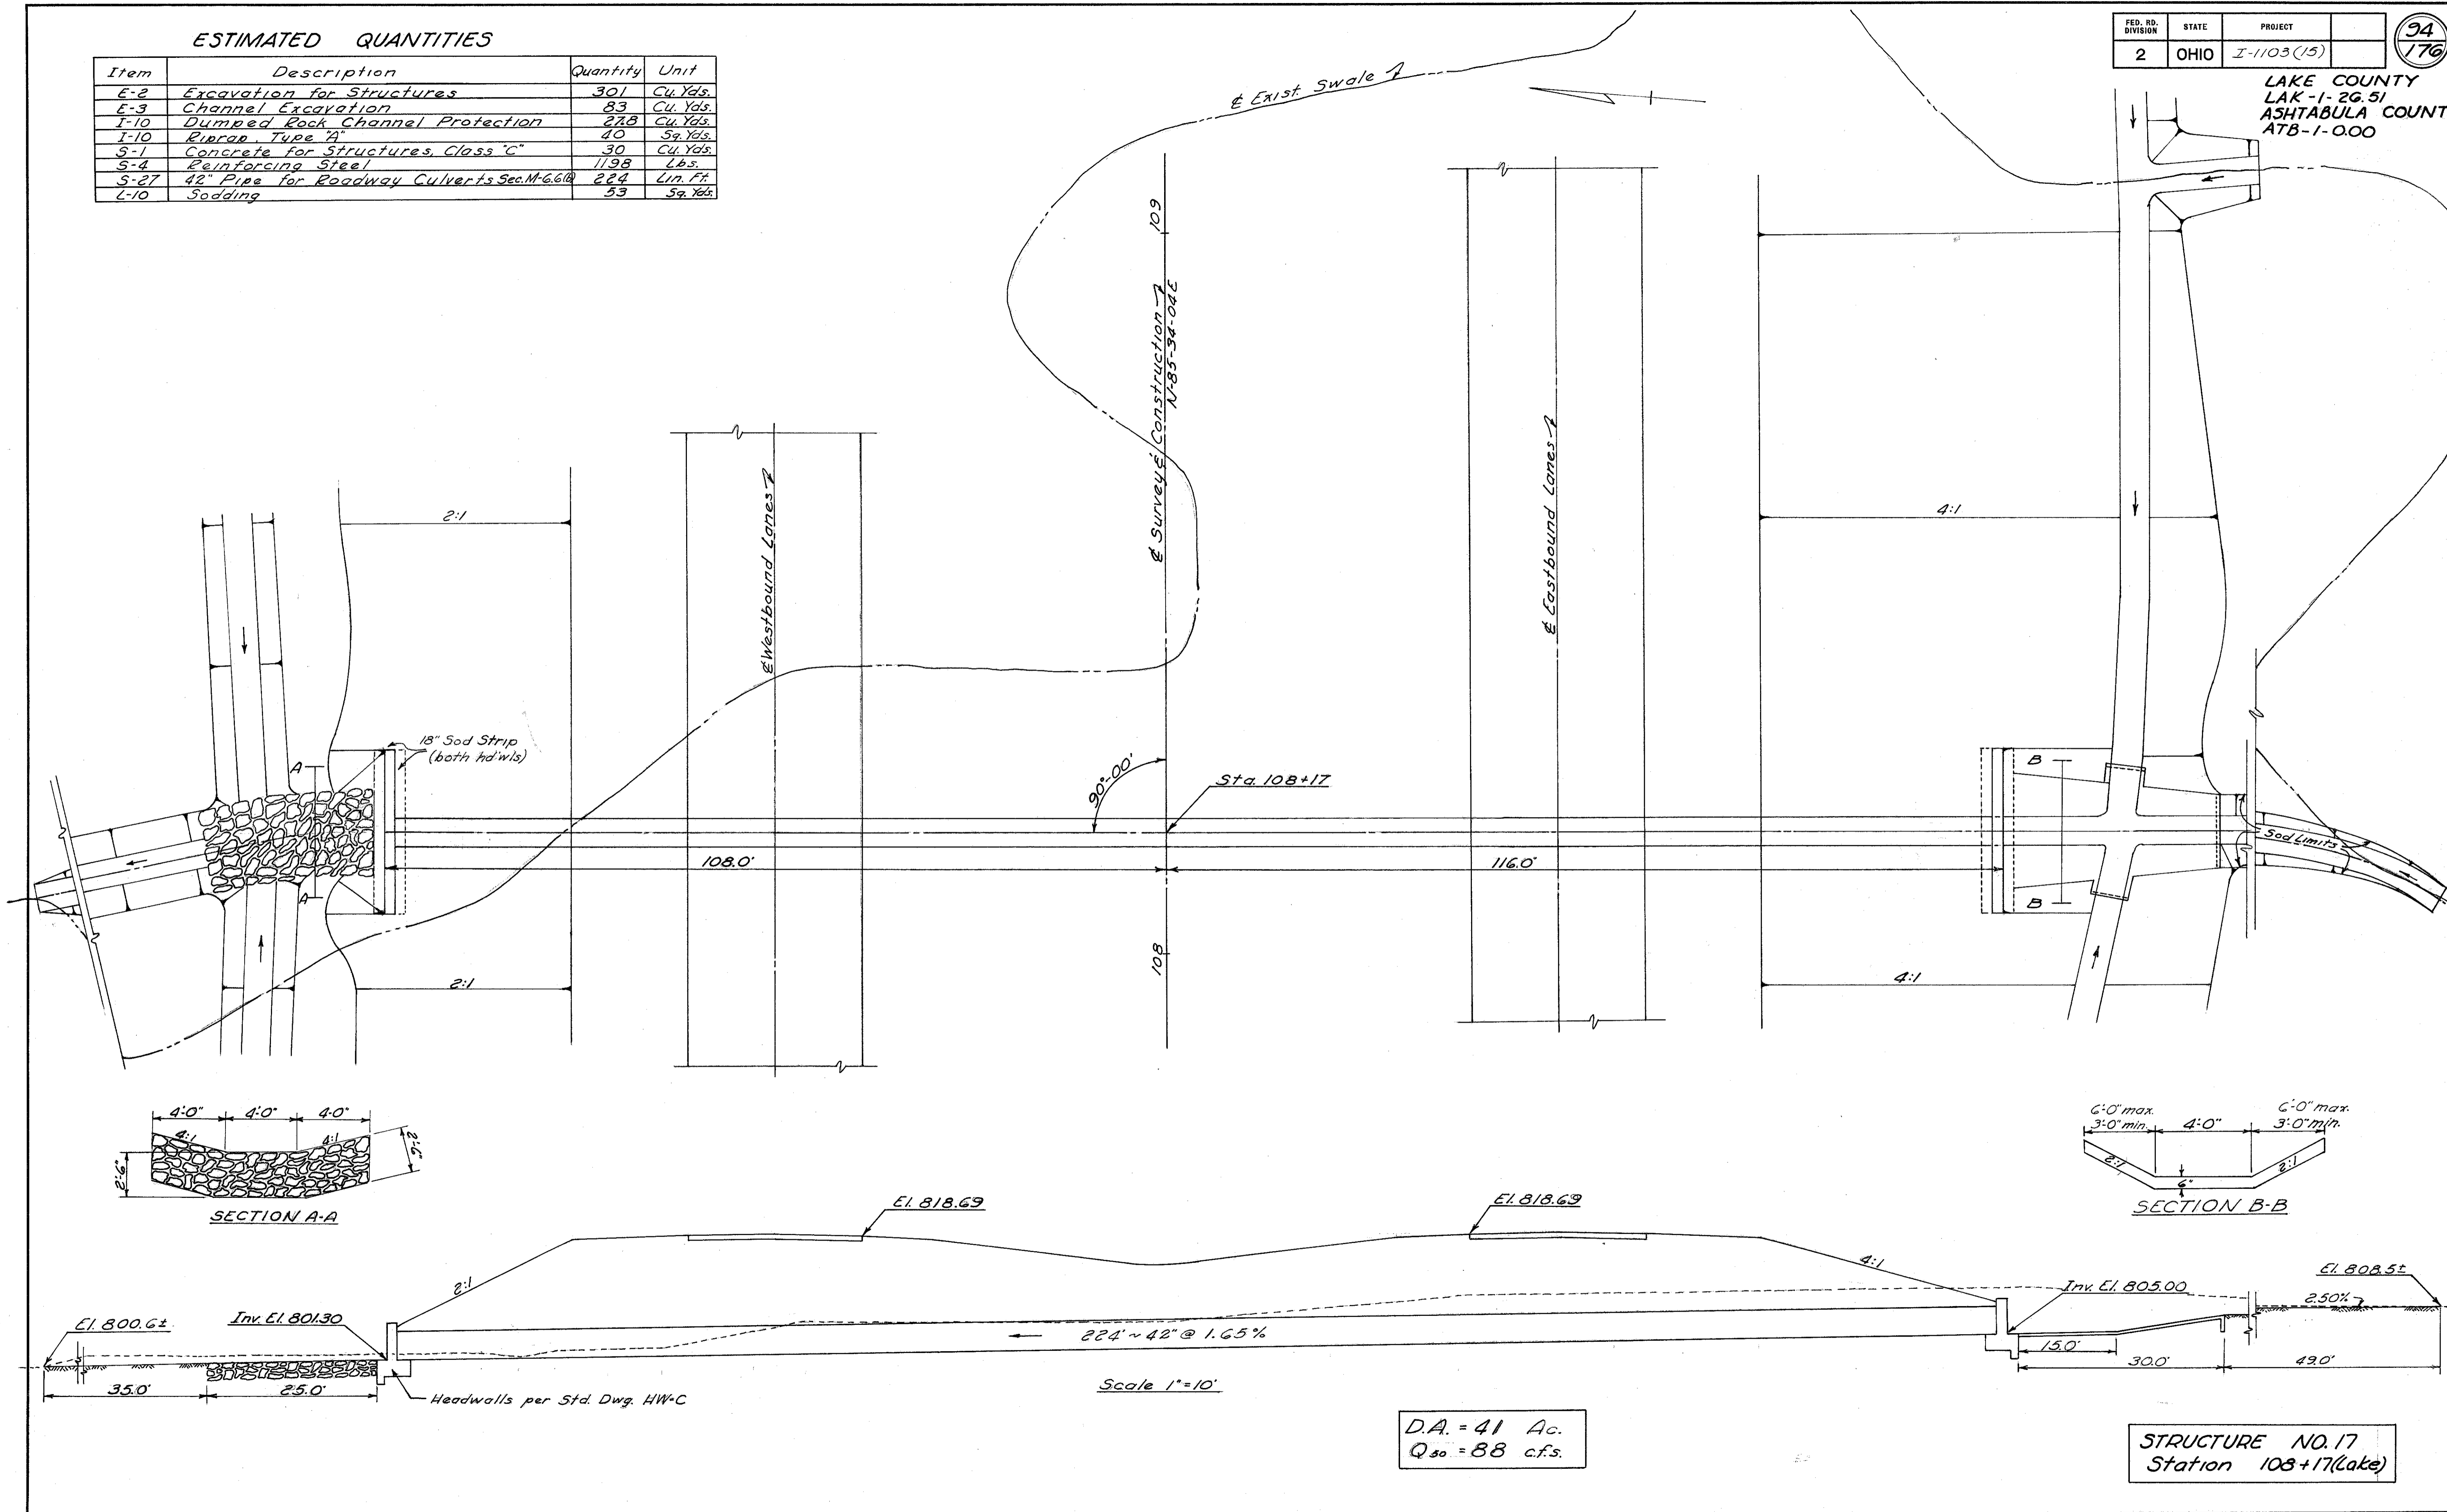 ESTIMATED QUANTITIES
Item Description Quantity Unit
E-2 Excavation for Structures 301 Cu. Yds.
E-3 Channel Excavation 83 Cu. Yds.
I-10 Dumped Rock Channel Protection 27.8 Cu. Yds.
I-10 Riprap, Type "A" 40 Sq. Yds.
S-1 Concrete for Structures, Class "C" 30 Cu. Yds.
S-4 Reinforcing Steel 1198 Lbs.
S-27 42" Pipe for Roadway Culverts Sec. M-6.6 224 Lin. Ft.
L-10 Sodding 53 Sq. Yds.
FED. RD. DIVISION STATE PROJECT
2 OHIO I-1103(15)
94
176
LAKE COUNTY
LAK-1-26.51
ASHTABULA COUNT
ATB-1-0.00
℄ Exist. Swale
109
℄ Survey & Construction
N-85-34-04E
℄ Westbound Lanes
℄ Eastbound Lanes
2:1
4:1
18" Sod Strip
(both hd'wls)
A
A
90°-00'
Sta. 108+17
B
B
Sod Limits
108.0'
116.0'
108
2:1
4:1
4'-0" 4'-0" 4'-0"
4:1 4:1
2'-6"
2'-6"
SECTION A-A
6'-0" max.
3'-0" min.
4'-0"
6'-0" max.
3'-0" min.
2:1
2:1
6"
SECTION B-B
El. 818.69
El. 818.69
2:1
4:1
El. 800.6±
Inv. El. 801.30
224' ~ 42" @ 1.65%
Inv. El. 805.00
El. 808.5±
2.50%
35.0'
25.0'
15.0'
30.0'
49.0'
Headwalls per Std. Dwg. HW-C
Scale 1"=10'
D.A. = 41 Ac.
Q50 = 88 c.f.s.
STRUCTURE NO. 17
Station 108+17(Lake)